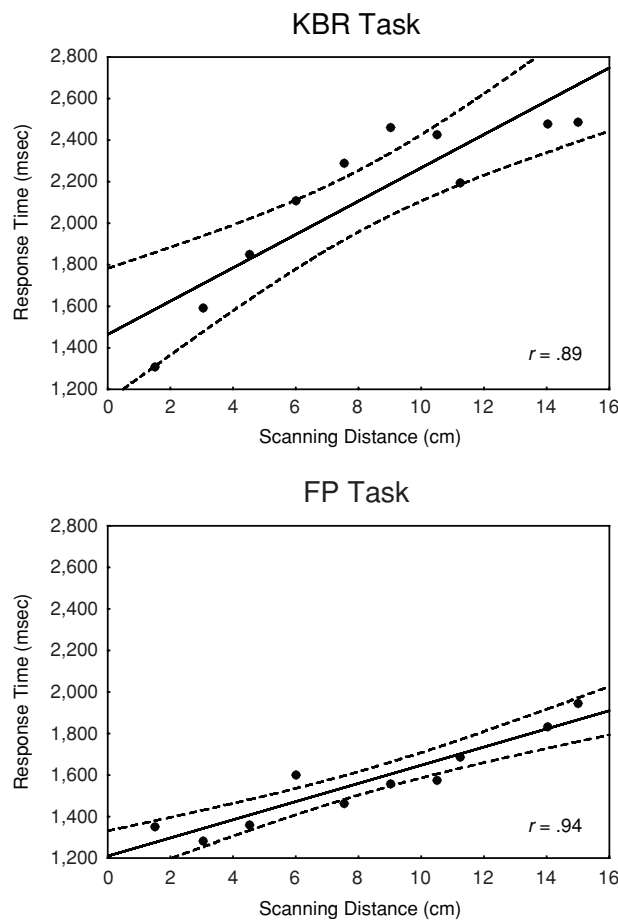 KBR Task
2,800
2,600
2,400
2,200
2,000
1,800
1,600
1,400
1,200
Response Time (msec)
r = .89
0 2 4 6 8 10 12 14 16
Scanning Distance (cm)
FP Task
2,800
2,600
2,400
2,200
2,000
1,800
1,600
1,400
1,200
Response Time (msec)
r = .94
0 2 4 6 8 10 12 14 16
Scanning Distance (cm)